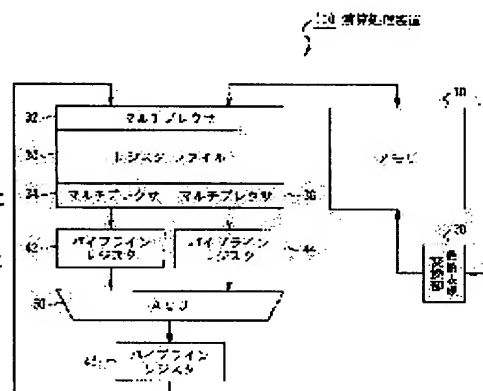 演算処理装置
10
32
マルチプレクサ
レジスタファイル
34
マルチプレクサ
マルチプレクサ
36
メモリ
20
42
パイプライン
レジスタ
パイプライン
レジスタ
44
50
パイプライン
レジスタ